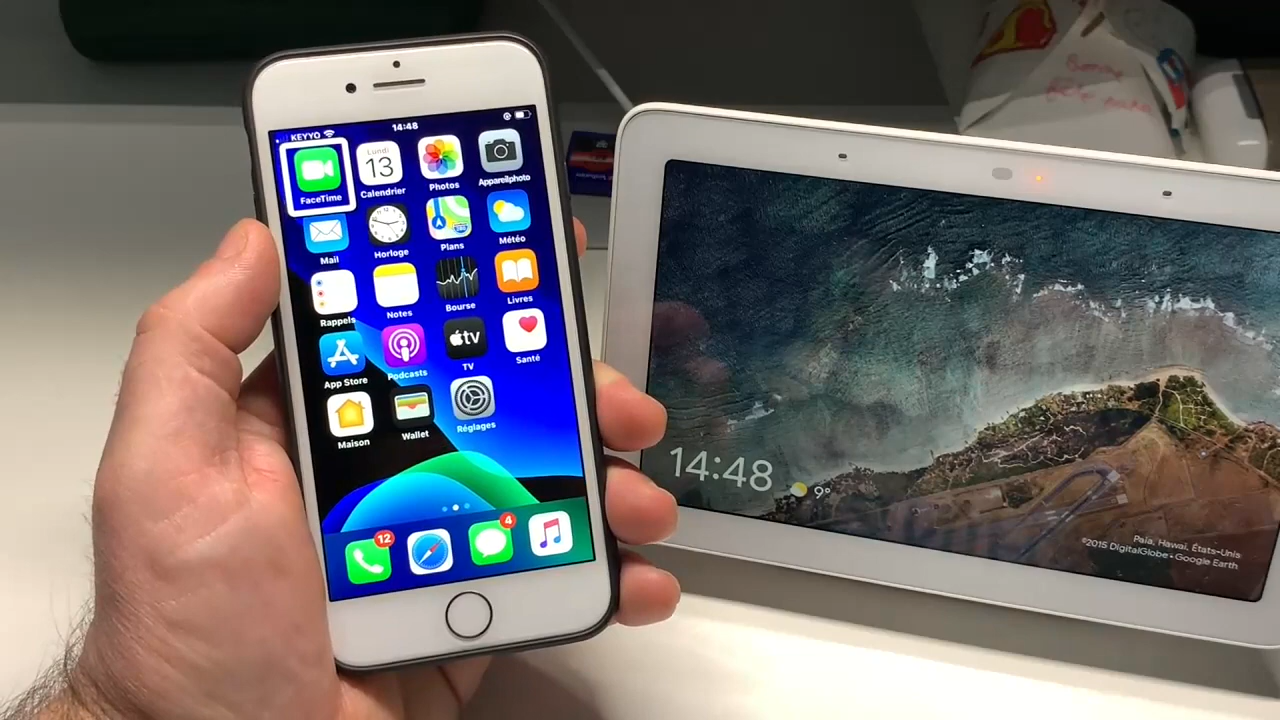 KEYYO
14:48
FaceTime
Lundi
13
Calendrier
Photos
Appareil photo
Mail
Horloge
Plans
Météo
Rappels
Notes
Bourse
Livres
App Store
Podcasts
tv
TV
Santé
Maison
Wallet
Réglages
12
4
14:48
9°
Paia, Hawaï, États-Unis
©2015 DigitalGlobe • Google Earth
Bonne